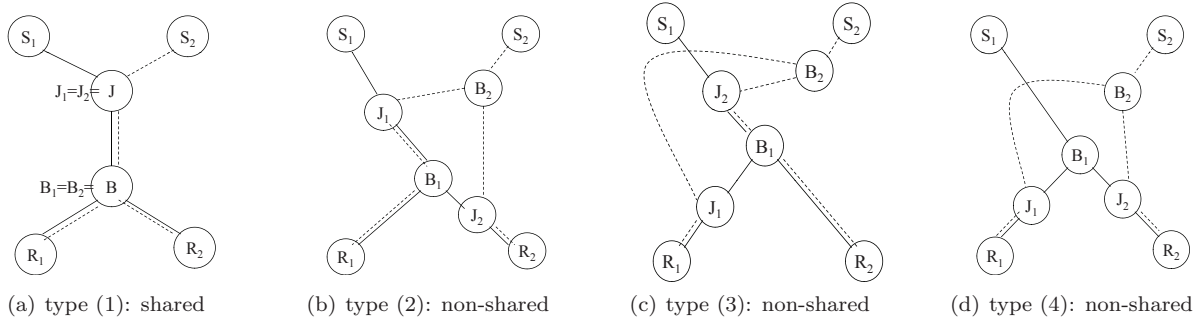 S₁
S₂
J₁=J₂= J
B₁=B₂= B
R₁
R₂
(a) type (1): shared
S₁
S₂
B₂
J₁
B₁
J₂
R₁
R₂
(b) type (2): non-shared
S₁
S₂
B₂
J₂
B₁
J₁
R₁
R₂
(c) type (3): non-shared
S₁
S₂
B₂
B₁
J₁
J₂
R₁
R₂
(d) type (4): non-shared